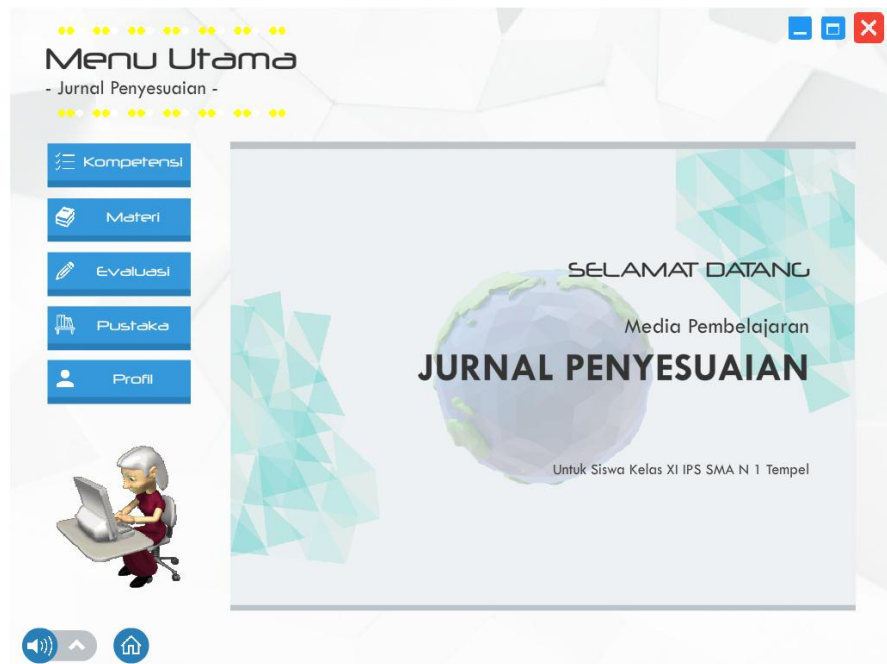 Menu Utama
- Jurnal Penyesuaian -
Kompetensi
Materi
Evaluasi
Pustaka
Profil
SELAMAT DATANG
Media Pembelajaran
JURNAL PENYESUAIAN
Untuk Siswa Kelas XI IPS SMA N 1 Tempel